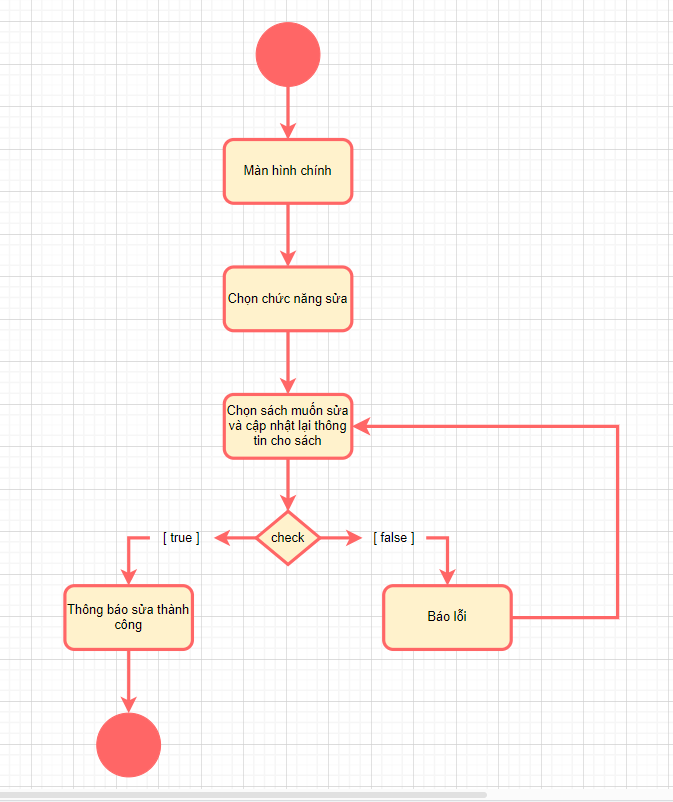 Màn hình chính
Chọn chức năng sửa
Chọn sách muốn sửa
và cập nhật lại thông
tin cho sách
[ true ]
check
[ false ]
Thông báo sửa thành
công
Báo lỗi